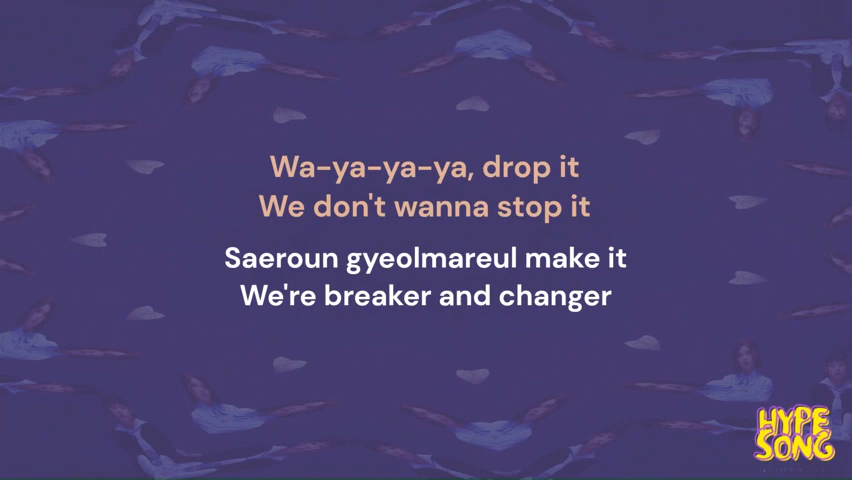 Wa-ya-ya-ya, drop it
We don't wanna stop it
Saeroun gyeolmareul make it
We're breaker and changer
HYPE
SONG